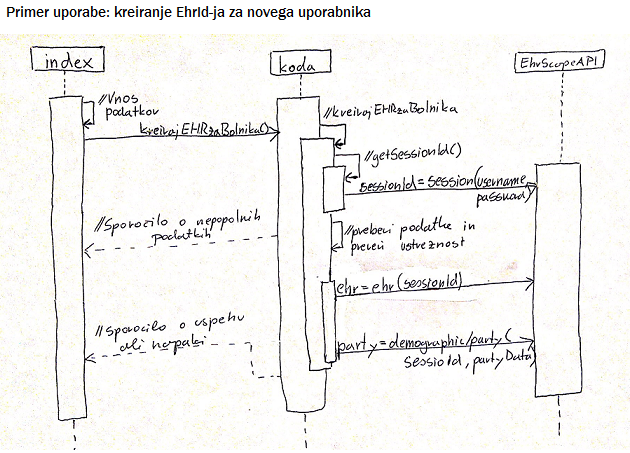 Primer uporabe: kreiranje EhrId-ja za novega uporabnika
index
koda
EhrScopeAPI
//Vnos
podatkov
kreirajEHRzaBolnika()
//kreirajEHRzaBolnika
//getSessionId()
sessionId=session(username,
password)
//Sporočilo o nepopolnih
podatkih
//preberi podatke in
preveri ustreznost
ehr=ehr(sessionId)
//Sporočilo o uspehu
ali napaki
party=demographic/party(
sessionId, partyData)